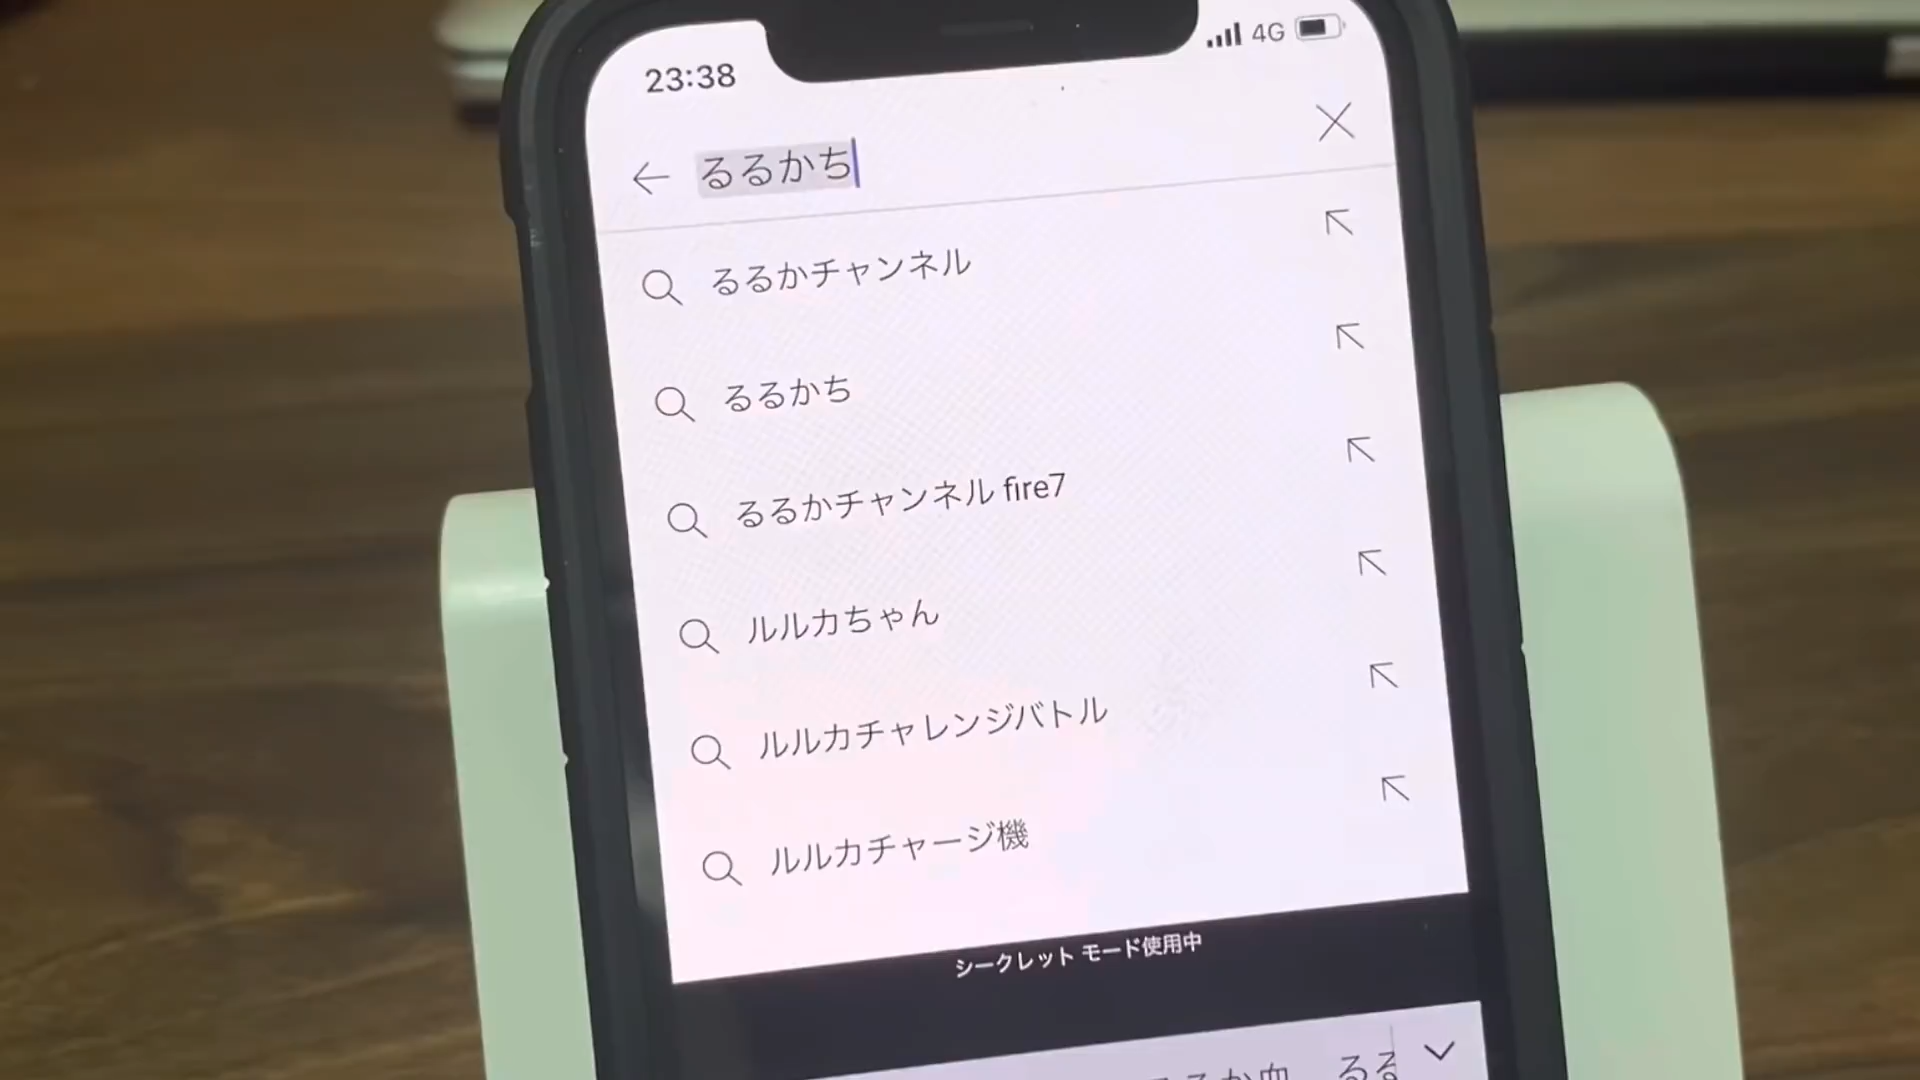 23:38
4G
るるかち
るるかチャンネル
るるかち
るるかチャンネル fire7
ルルカちゃん
ルルカチャレンジバトル
ルルカチャージ機
シークレット モード使用中
るる